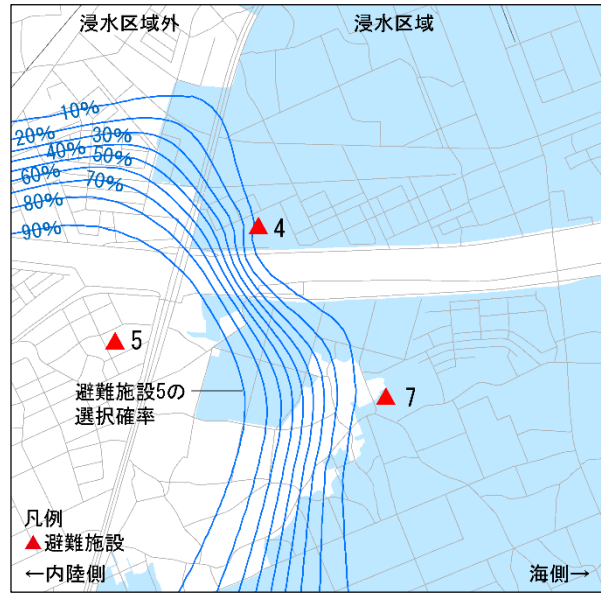 浸水区域外
浸水区域
10%
20%
30%
40%
50%
60%
70%
80%
90%
4
5
7
避難施設5の
選択確率
凡例
▲避難施設
←内陸側
海側→